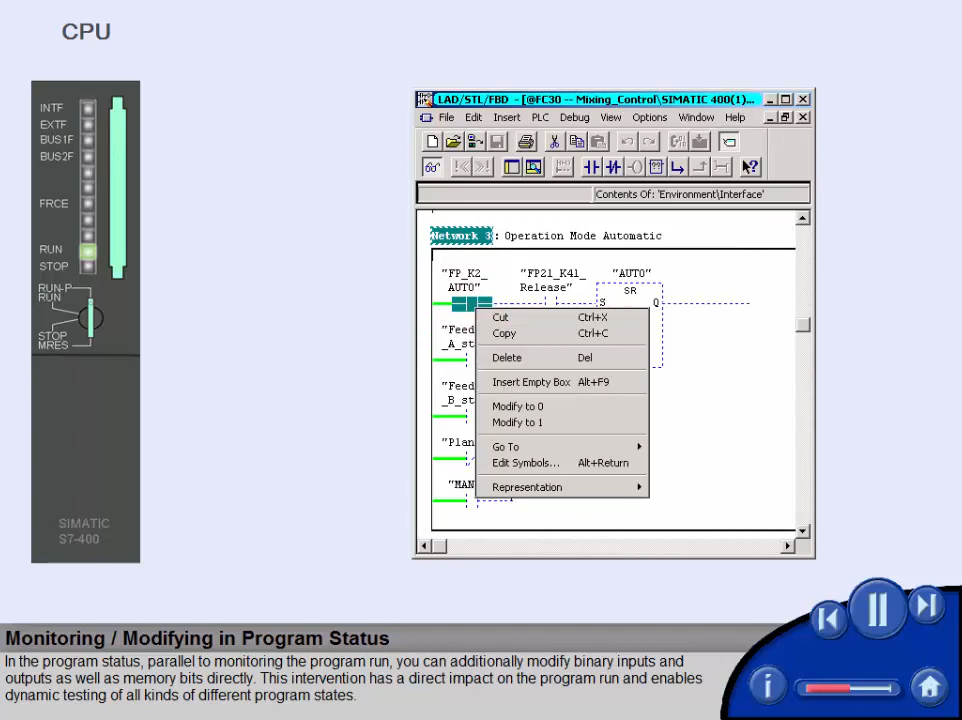 CPU
INTF
EXTF
BUS1F
BUS2F
FRCE
RUN
STOP
RUN-P
RUN
STOP
MRES
SIMATIC
S7-400
LAD/STL/FBD - [@FC30 -- Mixing_Control\SIMATIC 400(1)...
File Edit Insert PLC Debug View Options Window Help
Contents Of: 'Environment\Interface'
Network 3: Operation Mode Automatic
"FP_K2_ "FP21_K41_ "AUTO"
AUTO" Release" SR
S Q
"Feed
_A_st
"Feed
_B_st
"Plan
"MAN
Cut Ctrl+X
Copy Ctrl+C
Delete Del
Insert Empty Box Alt+F9
Modify to 0
Modify to 1
Go To
Edit Symbols... Alt+Return
Representation
Monitoring / Modifying in Program Status
In the program status, parallel to monitoring the program run, you can additionally modify binary inputs and
outputs as well as memory bits directly. This intervention has a direct impact on the program run and enables
dynamic testing of all kinds of different program states.